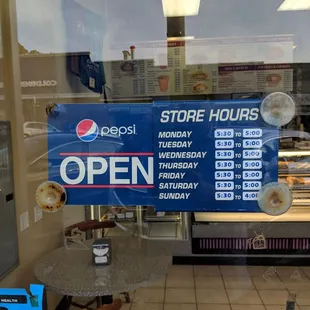 pepsi
OPEN
STORE HOURS
MONDAY 5:30 TO 5:00
TUESDAY 5:30 TO 5:00
WEDNESDAY 5:30 TO 5:00
THURSDAY 5:30 TO 5:00
FRIDAY 5:30 TO 5:00
SATURDAY 5:30 TO 5:00
SUNDAY 5:30 TO 4:00
HEALTH